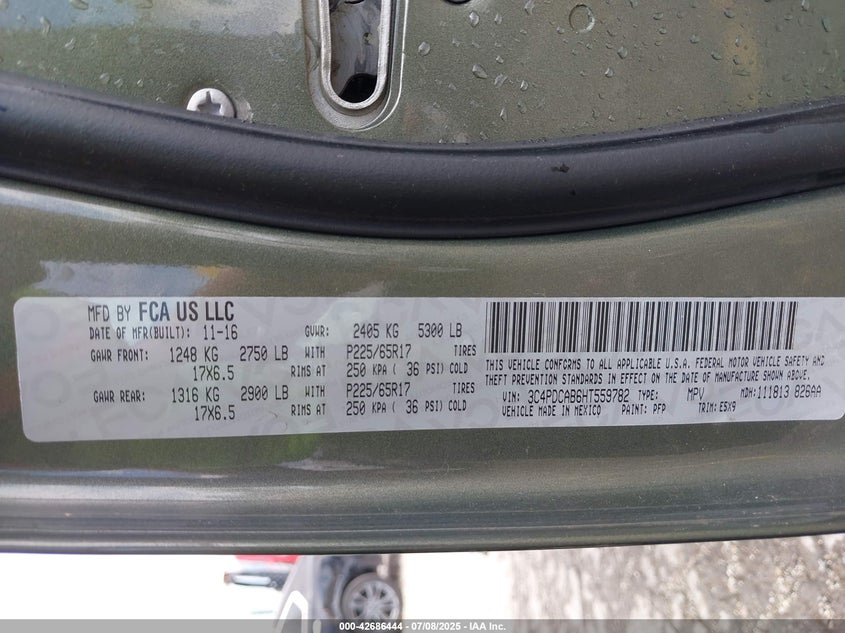 MFD BY FCA US LLC
DATE OF MFR(BUILT): 11-16 GVWR: 2405 KG 5300 LB
GAWR FRONT: 1248 KG 2750 LB WITH P225/65R17 TIRES
17X6.5 RIMS AT 250 KPA ( 36 PSI) COLD
GAWR REAR: 1316 KG 2900 LB WITH P225/65R17 TIRES
17X6.5 RIMS AT 250 KPA ( 36 PSI) COLD
THIS VEHICLE CONFORMS TO ALL APPLICABLE U.S.A. FEDERAL MOTOR VEHICLE SAFETY AND
THEFT PREVENTION STANDARDS IN EFFECT ON THE DATE OF MANUFACTURE SHOWN ABOVE.
VIN: 3C4PDCAB6HT559782 TYPE: MPV MDH: 111813 826AA
VEHICLE MADE IN MEXICO PAINT: PFP TRIM: E5X9
000-42686444 - 07/08/2025 - IAA Inc.